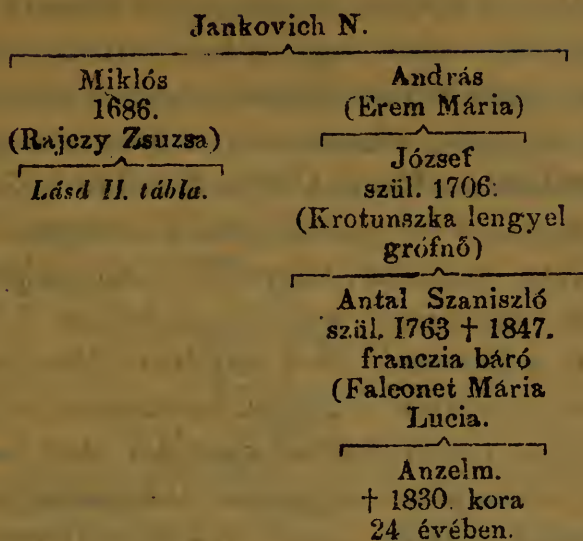 Jankovich N.
Miklós
1686.
(Rajczy Zsuzsa)
Lásd II. tábla.
András
(Erem Mária)
József
szül. 1706:
(Krotunszka lengyel
grófnő)
Antal Szaniszló
szül. 1763 † 1847.
franczia báró
(Falconet Mária
Lucia.
Anzelm.
† 1830. kora
24 évében.